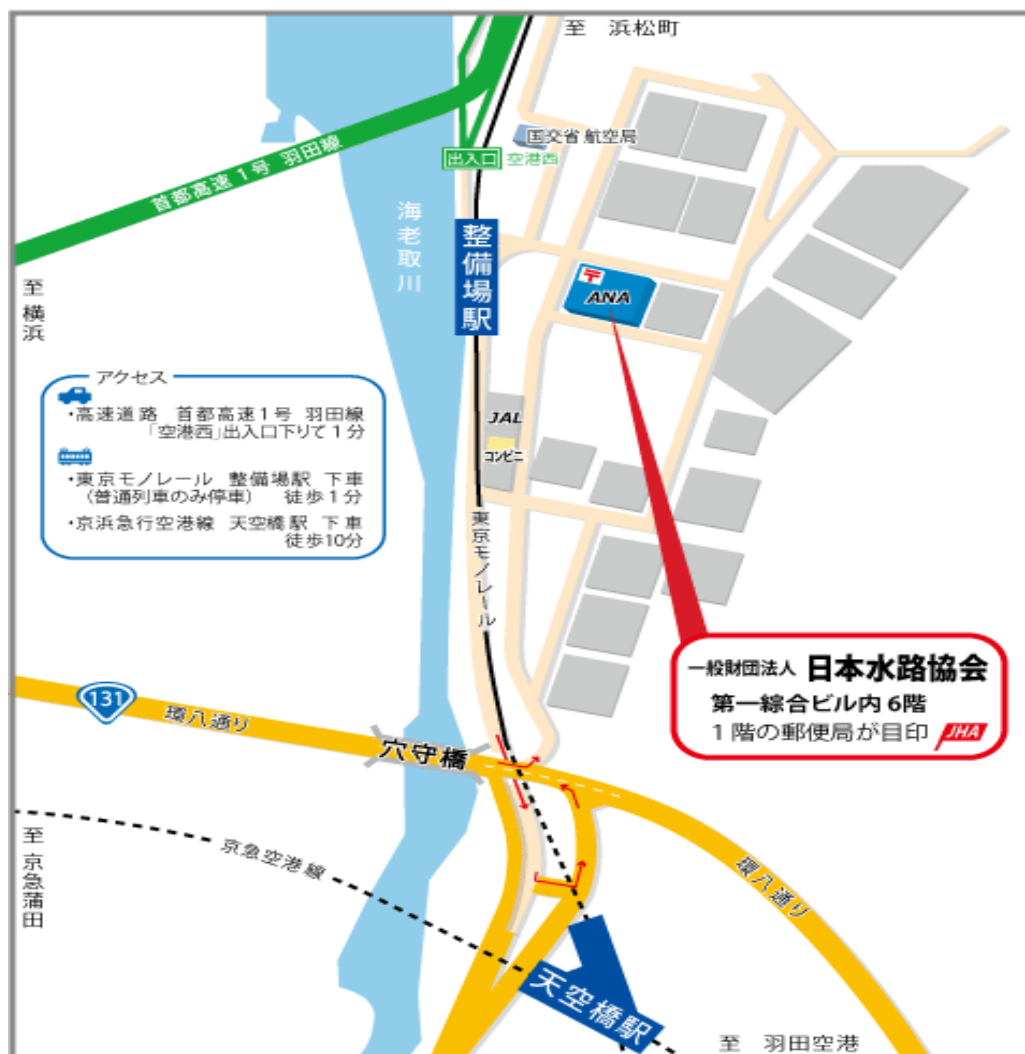 至 浜松町
国交省 航空局
出入口 空港西
首都高速1号 羽田線
海老取川
整備場駅
至 横浜
〒
ANA
アクセス
・高速道路 首都高速1号 羽田線
「空港西」出入口下りて1分
・東京モノレール 整備場駅 下車
(普通列車のみ停車) 徒歩1分
・京浜急行空港線 天空橋駅 下車
徒歩10分
JAL
コンビニ
東京モノレール
一般財団法人 日本水路協会
第一綜合ビル内 6階
1階の郵便局が目印 JHA
131
環八通り
穴守橋
京急空港線
至 京急蒲田
環八通り
天空橋駅
至 羽田空港